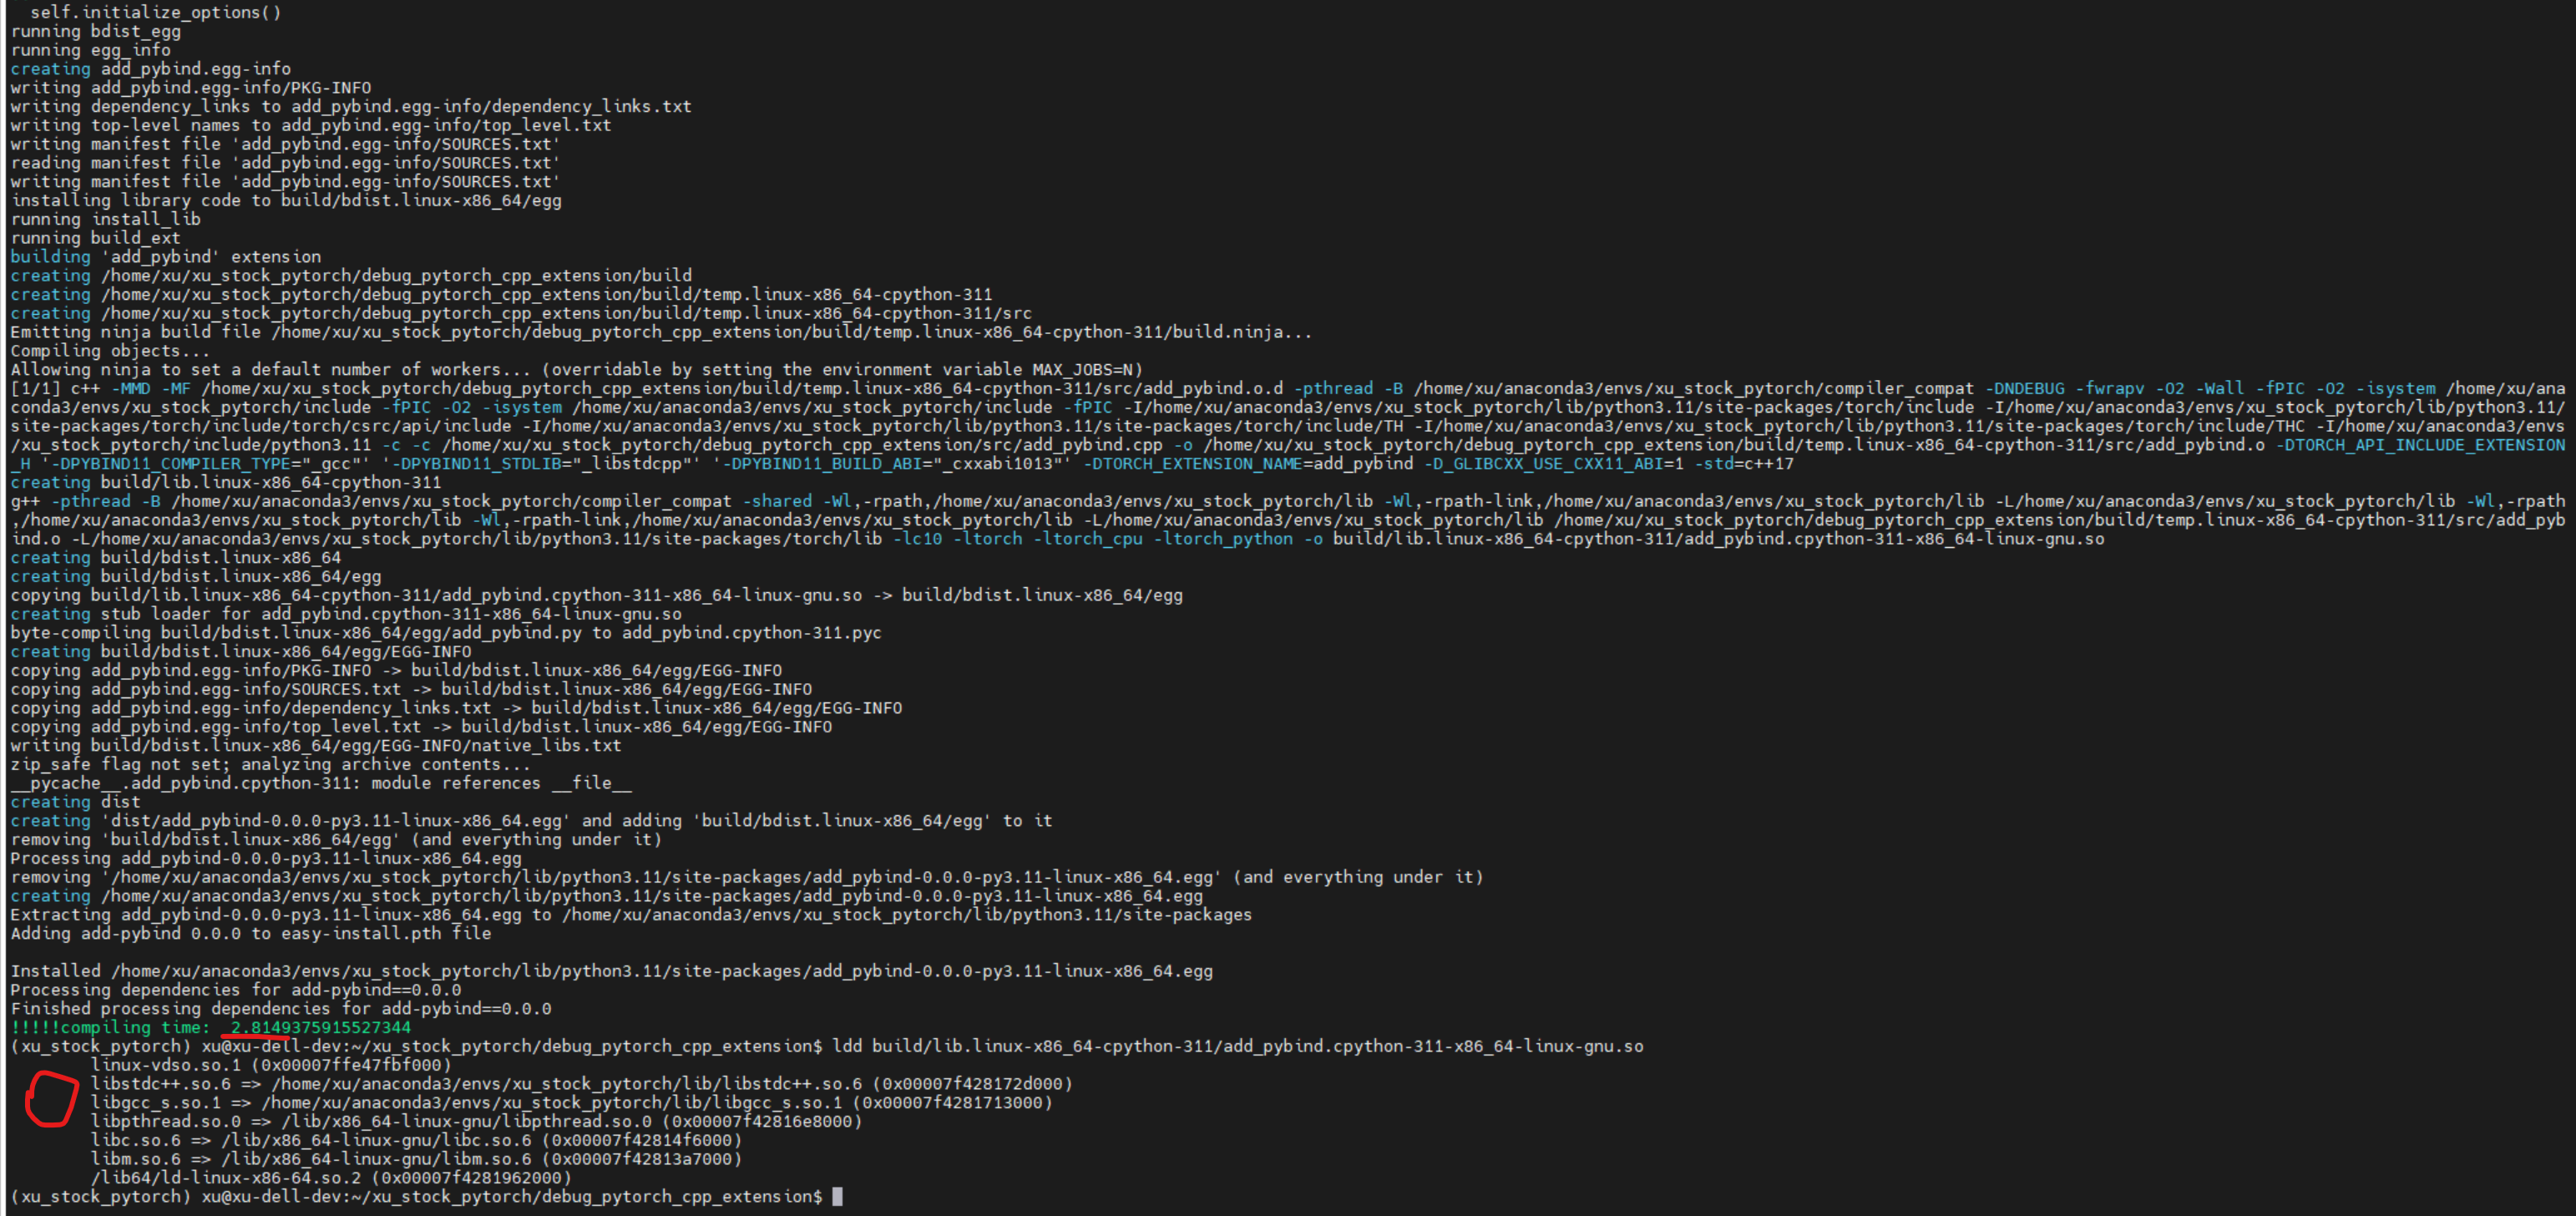 self.initialize_options()
running bdist_egg
running egg_info
creating add_pybind.egg-info
writing add_pybind.egg-info/PKG-INFO
writing dependency_links to add_pybind.egg-info/dependency_links.txt
writing top-level names to add_pybind.egg-info/top_level.txt
writing manifest file 'add_pybind.egg-info/SOURCES.txt'
reading manifest file 'add_pybind.egg-info/SOURCES.txt'
writing manifest file 'add_pybind.egg-info/SOURCES.txt'
installing library code to build/bdist.linux-x86_64/egg
running install_lib
running build_ext
building 'add_pybind' extension
creating /home/xu/xu_stock_pytorch/debug_pytorch_cpp_extension/build
creating /home/xu/xu_stock_pytorch/debug_pytorch_cpp_extension/build/temp.linux-x86_64-cpython-311
creating /home/xu/xu_stock_pytorch/debug_pytorch_cpp_extension/build/temp.linux-x86_64-cpython-311/src
Emitting ninja build file /home/xu/xu_stock_pytorch/debug_pytorch_cpp_extension/build/temp.linux-x86_64-cpython-311/build.ninja...
Compiling objects...
Allowing ninja to set a default number of workers... (overridable by setting the environment variable MAX_JOBS=N)
[1/1] c++ -MMD -MF /home/xu/xu_stock_pytorch/debug_pytorch_cpp_extension/build/temp.linux-x86_64-cpython-311/src/add_pybind.o.d -pthread -B /home/xu/anaconda3/envs/xu_stock_pytorch/compiler_compat -DNDEBUG -fwrapv -O2 -Wall -fPIC -O2 -isystem /home/xu/ana
conda3/envs/xu_stock_pytorch/include -fPIC -O2 -isystem /home/xu/anaconda3/envs/xu_stock_pytorch/include -fPIC -I/home/xu/anaconda3/envs/xu_stock_pytorch/lib/python3.11/site-packages/torch/include -I/home/xu/anaconda3/envs/xu_stock_pytorch/lib/python3.11/
site-packages/torch/include/torch/csrc/api/include -I/home/xu/anaconda3/envs/xu_stock_pytorch/lib/python3.11/site-packages/torch/include/TH -I/home/xu/anaconda3/envs/xu_stock_pytorch/lib/python3.11/site-packages/torch/include/THC -I/home/xu/anaconda3/envs
/xu_stock_pytorch/include/python3.11 -c -c /home/xu/xu_stock_pytorch/debug_pytorch_cpp_extension/src/add_pybind.cpp -o /home/xu/xu_stock_pytorch/debug_pytorch_cpp_extension/build/temp.linux-x86_64-cpython-311/src/add_pybind.o -DTORCH_API_INCLUDE_EXTENSION
_H '-DPYBIND11_COMPILER_TYPE="_gcc"' '-DPYBIND11_STDLIB="_libstdcpp"' '-DPYBIND11_BUILD_ABI="_cxxabi1013"' -DTORCH_EXTENSION_NAME=add_pybind -D_GLIBCXX_USE_CXX11_ABI=1 -std=c++17
creating build/lib.linux-x86_64-cpython-311
g++ -pthread -B /home/xu/anaconda3/envs/xu_stock_pytorch/compiler_compat -shared -Wl,-rpath,/home/xu/anaconda3/envs/xu_stock_pytorch/lib -Wl,-rpath-link,/home/xu/anaconda3/envs/xu_stock_pytorch/lib -L/home/xu/anaconda3/envs/xu_stock_pytorch/lib -Wl,-rpath
,/home/xu/anaconda3/envs/xu_stock_pytorch/lib -Wl,-rpath-link,/home/xu/anaconda3/envs/xu_stock_pytorch/lib -L/home/xu/anaconda3/envs/xu_stock_pytorch/lib /home/xu/xu_stock_pytorch/debug_pytorch_cpp_extension/build/temp.linux-x86_64-cpython-311/src/add_pyb
ind.o -L/home/xu/anaconda3/envs/xu_stock_pytorch/lib/python3.11/site-packages/torch/lib -lc10 -ltorch -ltorch_cpu -ltorch_python -o build/lib.linux-x86_64-cpython-311/add_pybind.cpython-311-x86_64-linux-gnu.so
creating build/bdist.linux-x86_64
creating build/bdist.linux-x86_64/egg
copying build/lib.linux-x86_64-cpython-311/add_pybind.cpython-311-x86_64-linux-gnu.so -> build/bdist.linux-x86_64/egg
creating stub loader for add_pybind.cpython-311-x86_64-linux-gnu.so
byte-compiling build/bdist.linux-x86_64/egg/add_pybind.py to add_pybind.cpython-311.pyc
creating build/bdist.linux-x86_64/egg/EGG-INFO
copying add_pybind.egg-info/PKG-INFO -> build/bdist.linux-x86_64/egg/EGG-INFO
copying add_pybind.egg-info/SOURCES.txt -> build/bdist.linux-x86_64/egg/EGG-INFO
copying add_pybind.egg-info/dependency_links.txt -> build/bdist.linux-x86_64/egg/EGG-INFO
copying add_pybind.egg-info/top_level.txt -> build/bdist.linux-x86_64/egg/EGG-INFO
writing build/bdist.linux-x86_64/egg/EGG-INFO/native_libs.txt
zip_safe flag not set; analyzing archive contents...
__pycache__.add_pybind.cpython-311: module references __file__
creating dist
creating 'dist/add_pybind-0.0.0-py3.11-linux-x86_64.egg' and adding 'build/bdist.linux-x86_64/egg' to it
removing 'build/bdist.linux-x86_64/egg' (and everything under it)
Processing add_pybind-0.0.0-py3.11-linux-x86_64.egg
removing '/home/xu/anaconda3/envs/xu_stock_pytorch/lib/python3.11/site-packages/add_pybind-0.0.0-py3.11-linux-x86_64.egg' (and everything under it)
creating /home/xu/anaconda3/envs/xu_stock_pytorch/lib/python3.11/site-packages/add_pybind-0.0.0-py3.11-linux-x86_64.egg
Extracting add_pybind-0.0.0-py3.11-linux-x86_64.egg to /home/xu/anaconda3/envs/xu_stock_pytorch/lib/python3.11/site-packages
Adding add-pybind 0.0.0 to easy-install.pth file
Installed /home/xu/anaconda3/envs/xu_stock_pytorch/lib/python3.11/site-packages/add_pybind-0.0.0-py3.11-linux-x86_64.egg
Processing dependencies for add-pybind==0.0.0
Finished processing dependencies for add-pybind==0.0.0
!!!!!compiling time:  2.8149375915527344
(xu_stock_pytorch) xu@xu-dell-dev:~/xu_stock_pytorch/debug_pytorch_cpp_extension$ ldd build/lib.linux-x86_64-cpython-311/add_pybind.cpython-311-x86_64-linux-gnu.so
linux-vdso.so.1 (0x00007ffe47fbf000)
libstdc++.so.6 => /home/xu/anaconda3/envs/xu_stock_pytorch/lib/libstdc++.so.6 (0x00007f428172d000)
libgcc_s.so.1 => /home/xu/anaconda3/envs/xu_stock_pytorch/lib/libgcc_s.so.1 (0x00007f4281713000)
libpthread.so.0 => /lib/x86_64-linux-gnu/libpthread.so.0 (0x00007f42816e8000)
libc.so.6 => /lib/x86_64-linux-gnu/libc.so.6 (0x00007f42814f6000)
libm.so.6 => /lib/x86_64-linux-gnu/libm.so.6 (0x00007f42813a7000)
/lib64/ld-linux-x86-64.so.2 (0x00007f4281962000)
(xu_stock_pytorch) xu@xu-dell-dev:~/xu_stock_pytorch/debug_pytorch_cpp_extension$